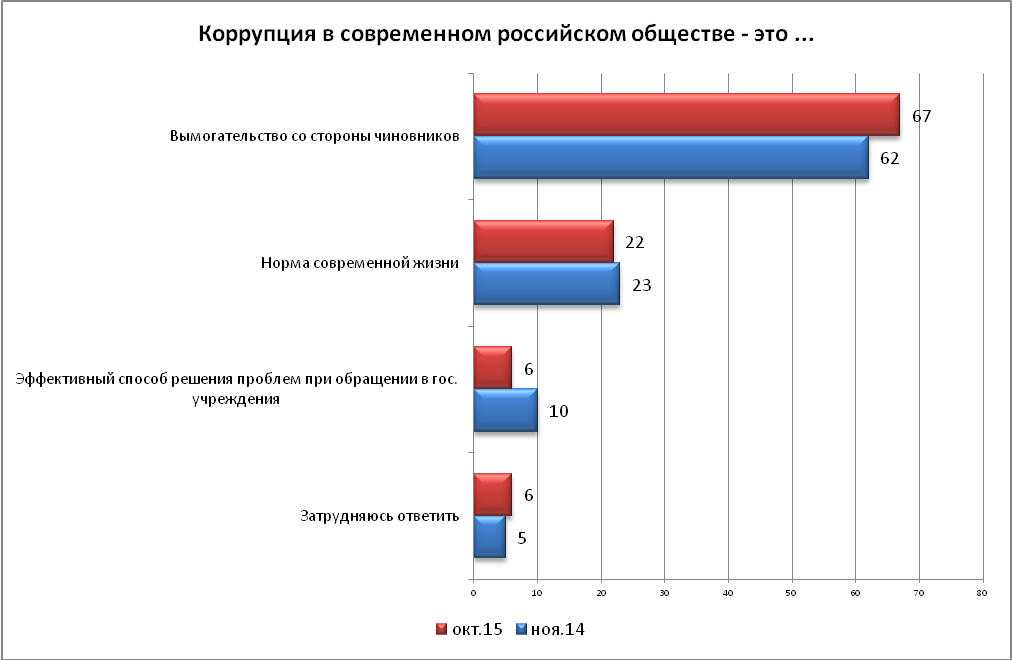 Коррупция в современном российском обществе - это ...
Вымогательство со стороны чиновников
67
62
Норма современной жизни
22
23
Эффективный способ решения проблем при обращении в гос.
учреждения
6
10
Затрудняюсь ответить
6
5
0 10 20 30 40 50 60 70 80
окт.15 ноя.14